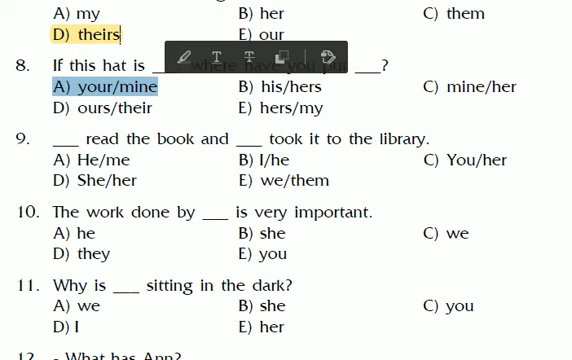 A) my B) her C) them
D) theirs E) our
8. If this hat is ___ where have you put ___?
A) your/mine B) his/hers C) mine/her
D) ours/their E) hers/my
9. ___ read the book and ___ took it to the library.
A) He/me B) I/he C) You/her
D) She/her E) we/them
10. The work done by ___ is very important.
A) he B) she C) we
D) they E) you
11. Why is ___ sitting in the dark?
A) we B) she C) you
D) I E) her
12. - What has Ann?